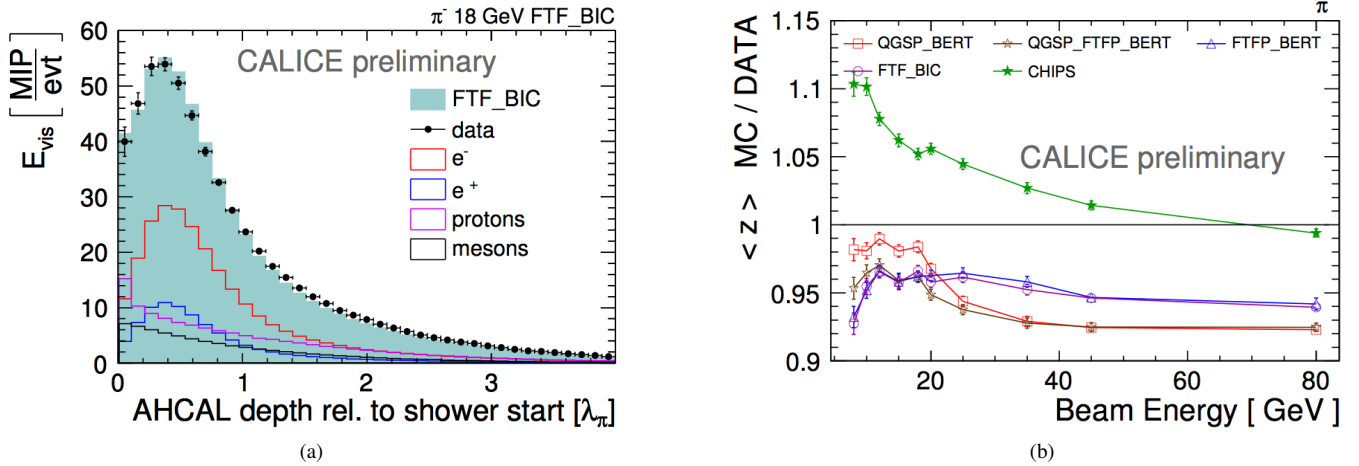 π⁻ 18 GeV FTF_BIC
E_vis [MIP/evt]
60
50
40
30
20
10
0
CALICE preliminary
FTF_BIC
data
e⁻
e⁺
protons
mesons
0 1 2 3
AHCAL depth rel. to shower start [λ_π]
(a)
π
< z > MC / DATA
1.15
1.1
1.05
1
0.95
0.9
QGSP_BERT QGSP_FTFP_BERT FTFP_BERT
FTF_BIC CHIPS
CALICE preliminary
20 40 60 80
Beam Energy [ GeV]
(b)